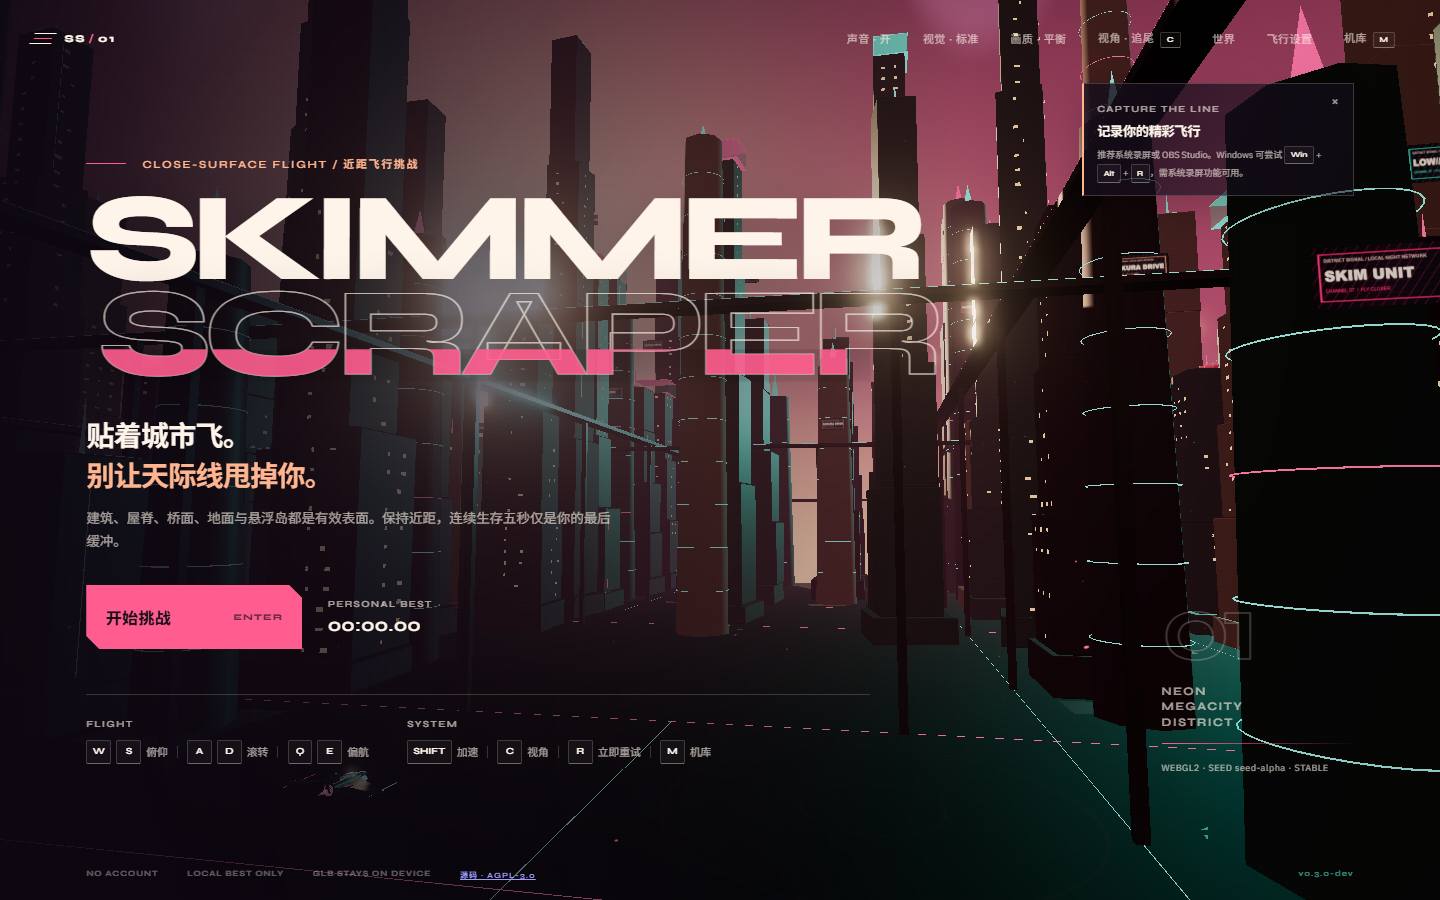 SS / 01
声音 · 开 视觉 · 标准 画质 · 平衡 视角 · 追尾 C 世界 飞行设置 机库 M
CAPTURE THE LINE ×
记录你的精彩飞行
推荐系统录屏或 OBS Studio。Windows 可尝试 Win +
Alt + R ，需系统录屏功能可用。
CLOSE-SURFACE FLIGHT / 近距飞行挑战
SKIMMER
SCRAPER
贴着城市飞。
别让天际线甩掉你。
建筑、屋脊、桥面、地面与悬浮岛都是有效表面。保持近距，连续生存五秒仅是你的最后
缓冲。
开始挑战 ENTER
PERSONAL BEST
00:00.00
FLIGHT
W S 俯仰 A D 滚转 Q E 偏航
SYSTEM
SHIFT 加速 C 视角 R 立即重试 M 机库
KURA DRIVE
DISTRICT SIGNAL / LOCAL NIGHT NETWORK
SKIM UNIT
01
NEON
MEGACITY
DISTRICT
WEBGL2 · SEED seed-alpha · STABLE
NO ACCOUNT LOCAL BEST ONLY GLB STAYS ON DEVICE 源码 · AGPL-3.0
v0.3.0-dev